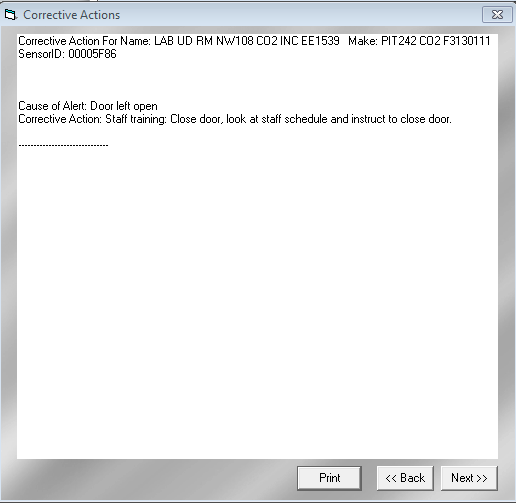 Corrective Actions
Corrective Action For Name: LAB UD RM NW108 CO2 INC EE1539 Make: PIT242 CO2 F3130111
SensorID: 00005F86
Cause of Alert: Door left open
Corrective Action: Staff training: Close door, look at staff schedule and instruct to close door.
-----------------------------
Print
<< Back
Next >>